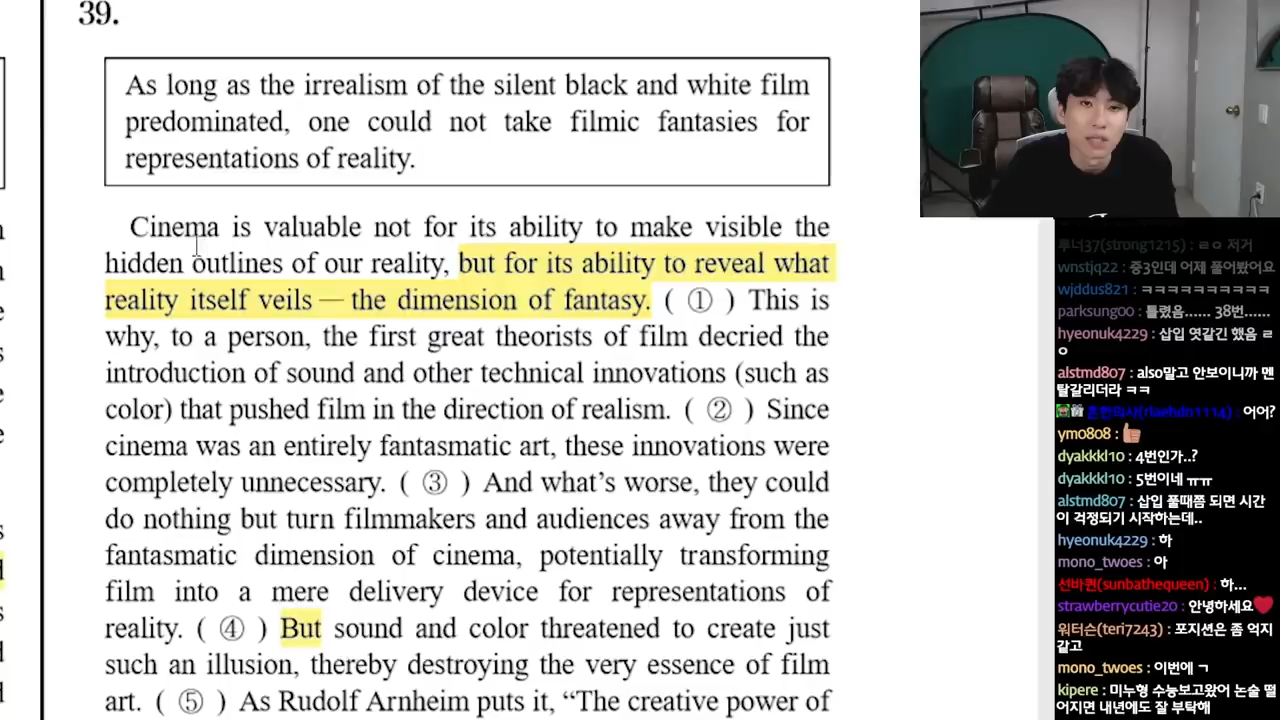 39.
As long as the irrealism of the silent black and white film
predominated, one could not take filmic fantasies for
representations of reality.
Cinema is valuable not for its ability to make visible the
hidden outlines of our reality, but for its ability to reveal what
reality itself veils — the dimension of fantasy. ( ① ) This is
why, to a person, the first great theorists of film decried the
introduction of sound and other technical innovations (such as
color) that pushed film in the direction of realism. ( ② ) Since
cinema was an entirely fantasmatic art, these innovations were
completely unnecessary. ( ③ ) And what's worse, they could
do nothing but turn filmmakers and audiences away from the
fantasmatic dimension of cinema, potentially transforming
film into a mere delivery device for representations of
reality. ( ④ ) But sound and color threatened to create just
such an illusion, thereby destroying the very essence of film
art. ( ⑤ ) As Rudolf Arnheim puts it, “The creative power of
후너37(strong1215) : ㄹㅇ 저거
wnstjq22 : 중3인데 어제 풀어봤어요
wjddus821 : ㅋㅋㅋㅋㅋㅋㅋㅋㅋㅋ
parksung00 : 틀렸음...... 38번......
hyeonuk4229 : 삽입 엿같긴 했음 ㄹ
ㅇ
alstmd807 : also말고 안보이니까 멘
탈갈리더라 ㅋㅋ
(rlaehdn1114) : 어어?
ymo808 :
dyakkkl10 : 4번인가..?
dyakkkl10 : 5번이네 ㅠㅠ
alstmd807 : 삽입 풀때쯤 되면 시간
이 걱정되기 시작하는데..
hyeonuk4229 : 하
mono_twoes : 아
선바퀸(sunbathequeen) : 하...
strawberrycutie20 : 안녕하세요
워터슨(teri7243) : 포지션은 좀 억지
같고
mono_twoes : 이번에 ㄱ
kipere : 미누형 수능보고왔어 논술 떨
어지면 내년에도 잘 부탁해